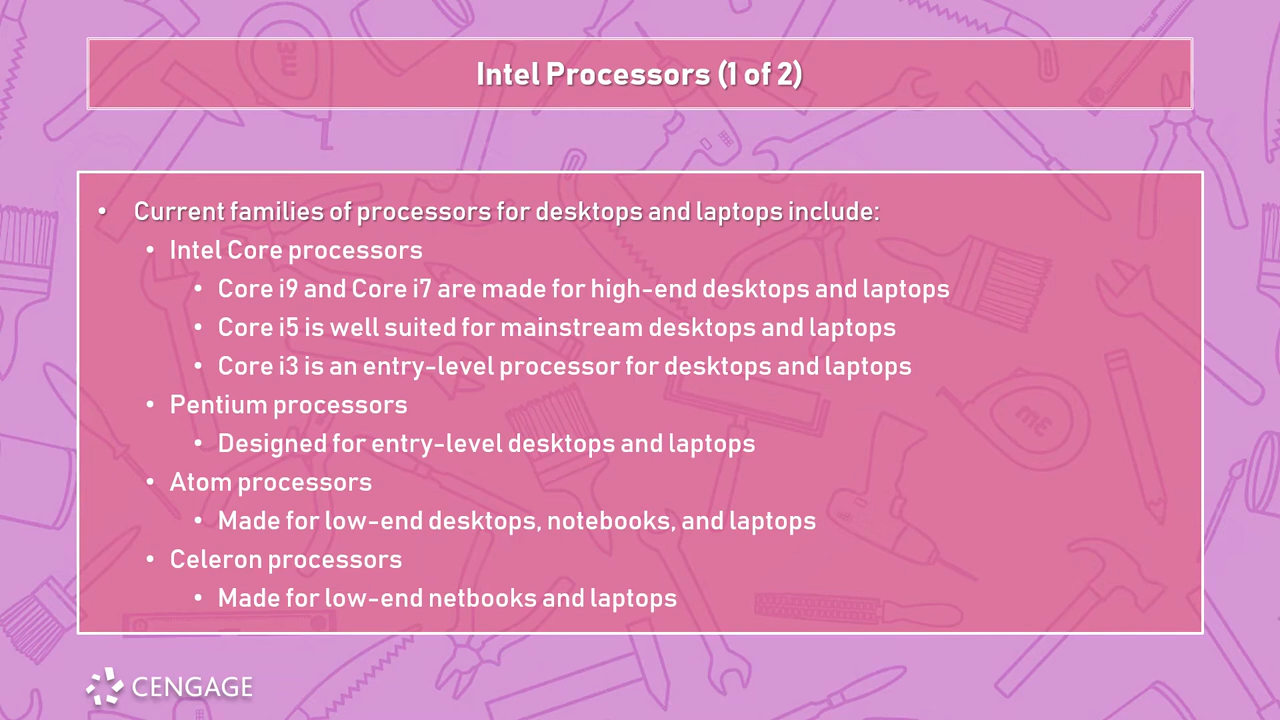 Intel Processors (1 of 2)
• Current families of processors for desktops and laptops include:
• Intel Core processors
• Core i9 and Core i7 are made for high-end desktops and laptops
• Core i5 is well suited for mainstream desktops and laptops
• Core i3 is an entry-level processor for desktops and laptops
• Pentium processors
• Designed for entry-level desktops and laptops
• Atom processors
• Made for low-end desktops, notebooks, and laptops
• Celeron processors
• Made for low-end netbooks and laptops
CENGAGE